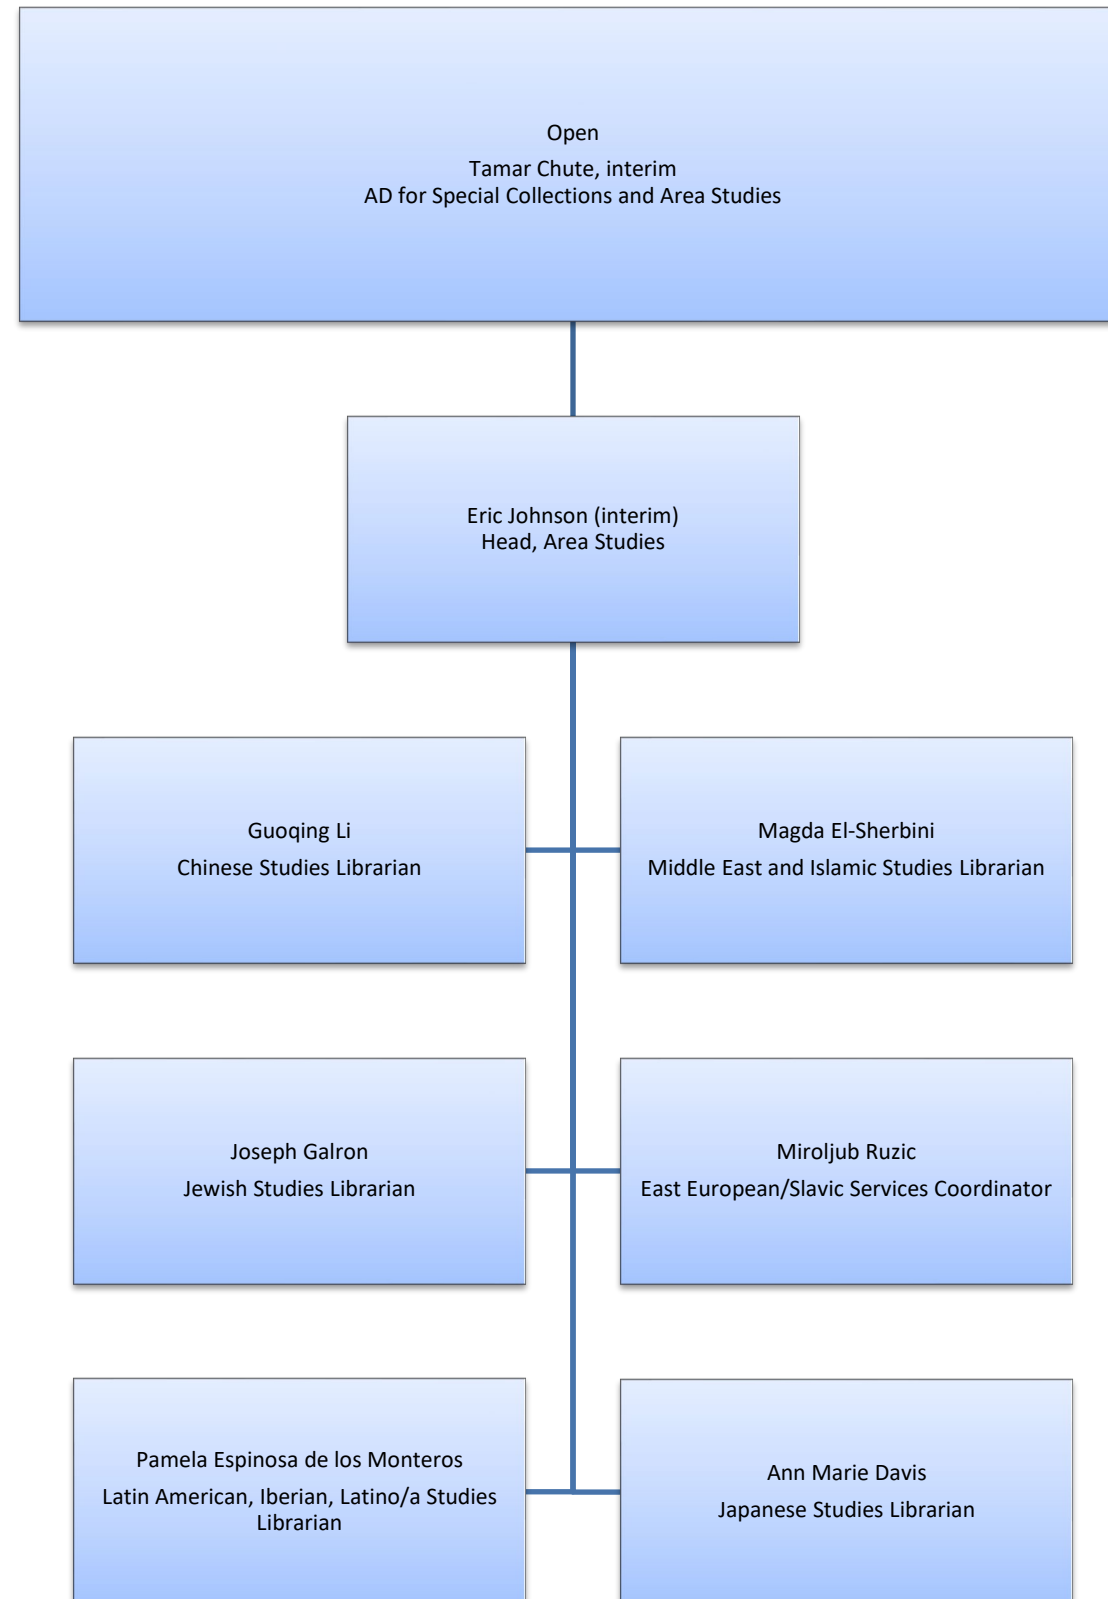 Open
Tamar Chute, interim
AD for Special Collections and Area Studies
Eric Johnson (interim)
Head, Area Studies
Guoqing Li
Chinese Studies Librarian
Magda El-Sherbini
Middle East and Islamic Studies Librarian
Joseph Galron
Jewish Studies Librarian
Miroljub Ruzic
East European/Slavic Services Coordinator
Pamela Espinosa de los Monteros
Latin American, Iberian, Latino/a Studies
Librarian
Ann Marie Davis
Japanese Studies Librarian